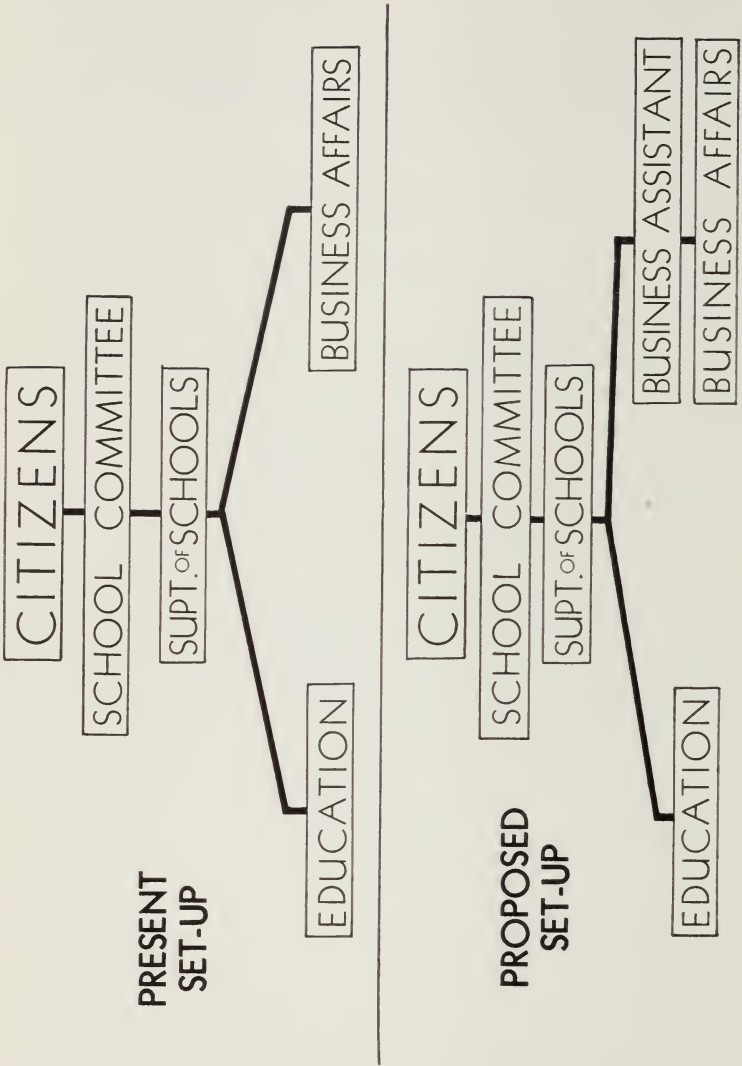 PRESENT
SET-UP
CITIZENS
SCHOOL COMMITTEE
SUPT. OF SCHOOLS
EDUCATION
BUSINESS AFFAIRS
PROPOSED
SET-UP
CITIZENS
SCHOOL COMMITTEE
SUPT. OF SCHOOLS
EDUCATION
BUSINESS ASSISTANT
BUSINESS AFFAIRS